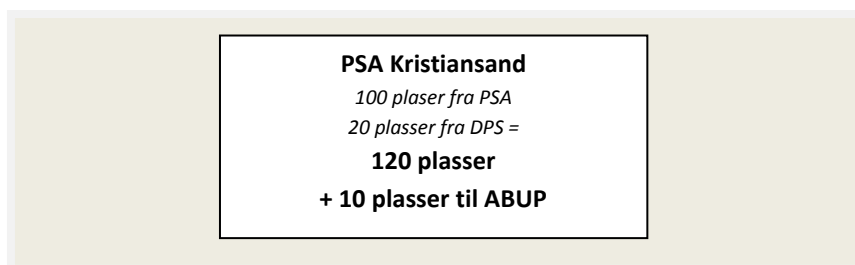 PSA Kristiansand
100 plaser fra PSA
20 plasser fra DPS =
120 plasser
+ 10 plasser til ABUP